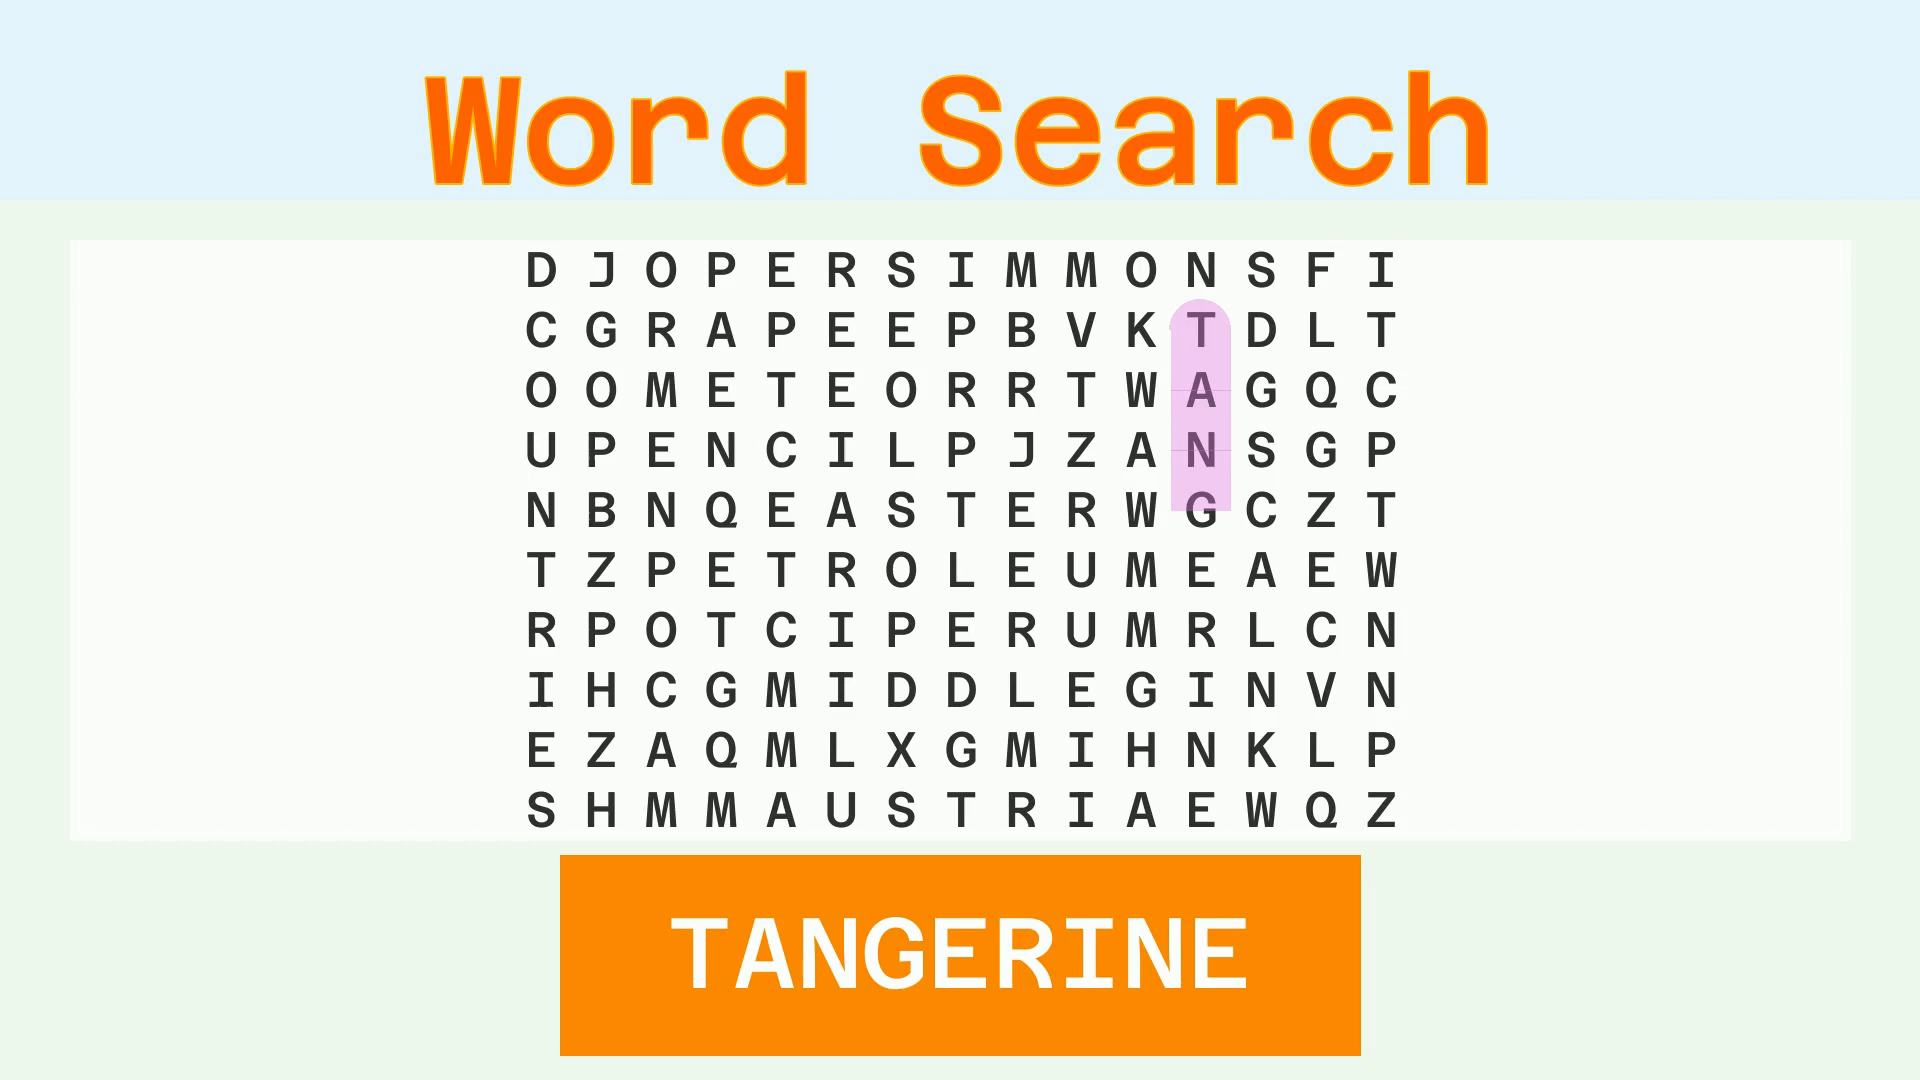 Word Search
D J O P E R S I M M O N S F I
C G R A P E E P B V K T D L T
O O M E T E O R R T W A G Q C
U P E N C I L P J Z A N S G P
N B N Q E A S T E R W G C Z T
T Z P E T R O L E U M E A E W
R P O T C I P E R U M R L C N
I H C G M I D D L E G I N V N
E Z A Q M L X G M I H N K L P
S H M M A U S T R I A E W Q Z
TANGERINE